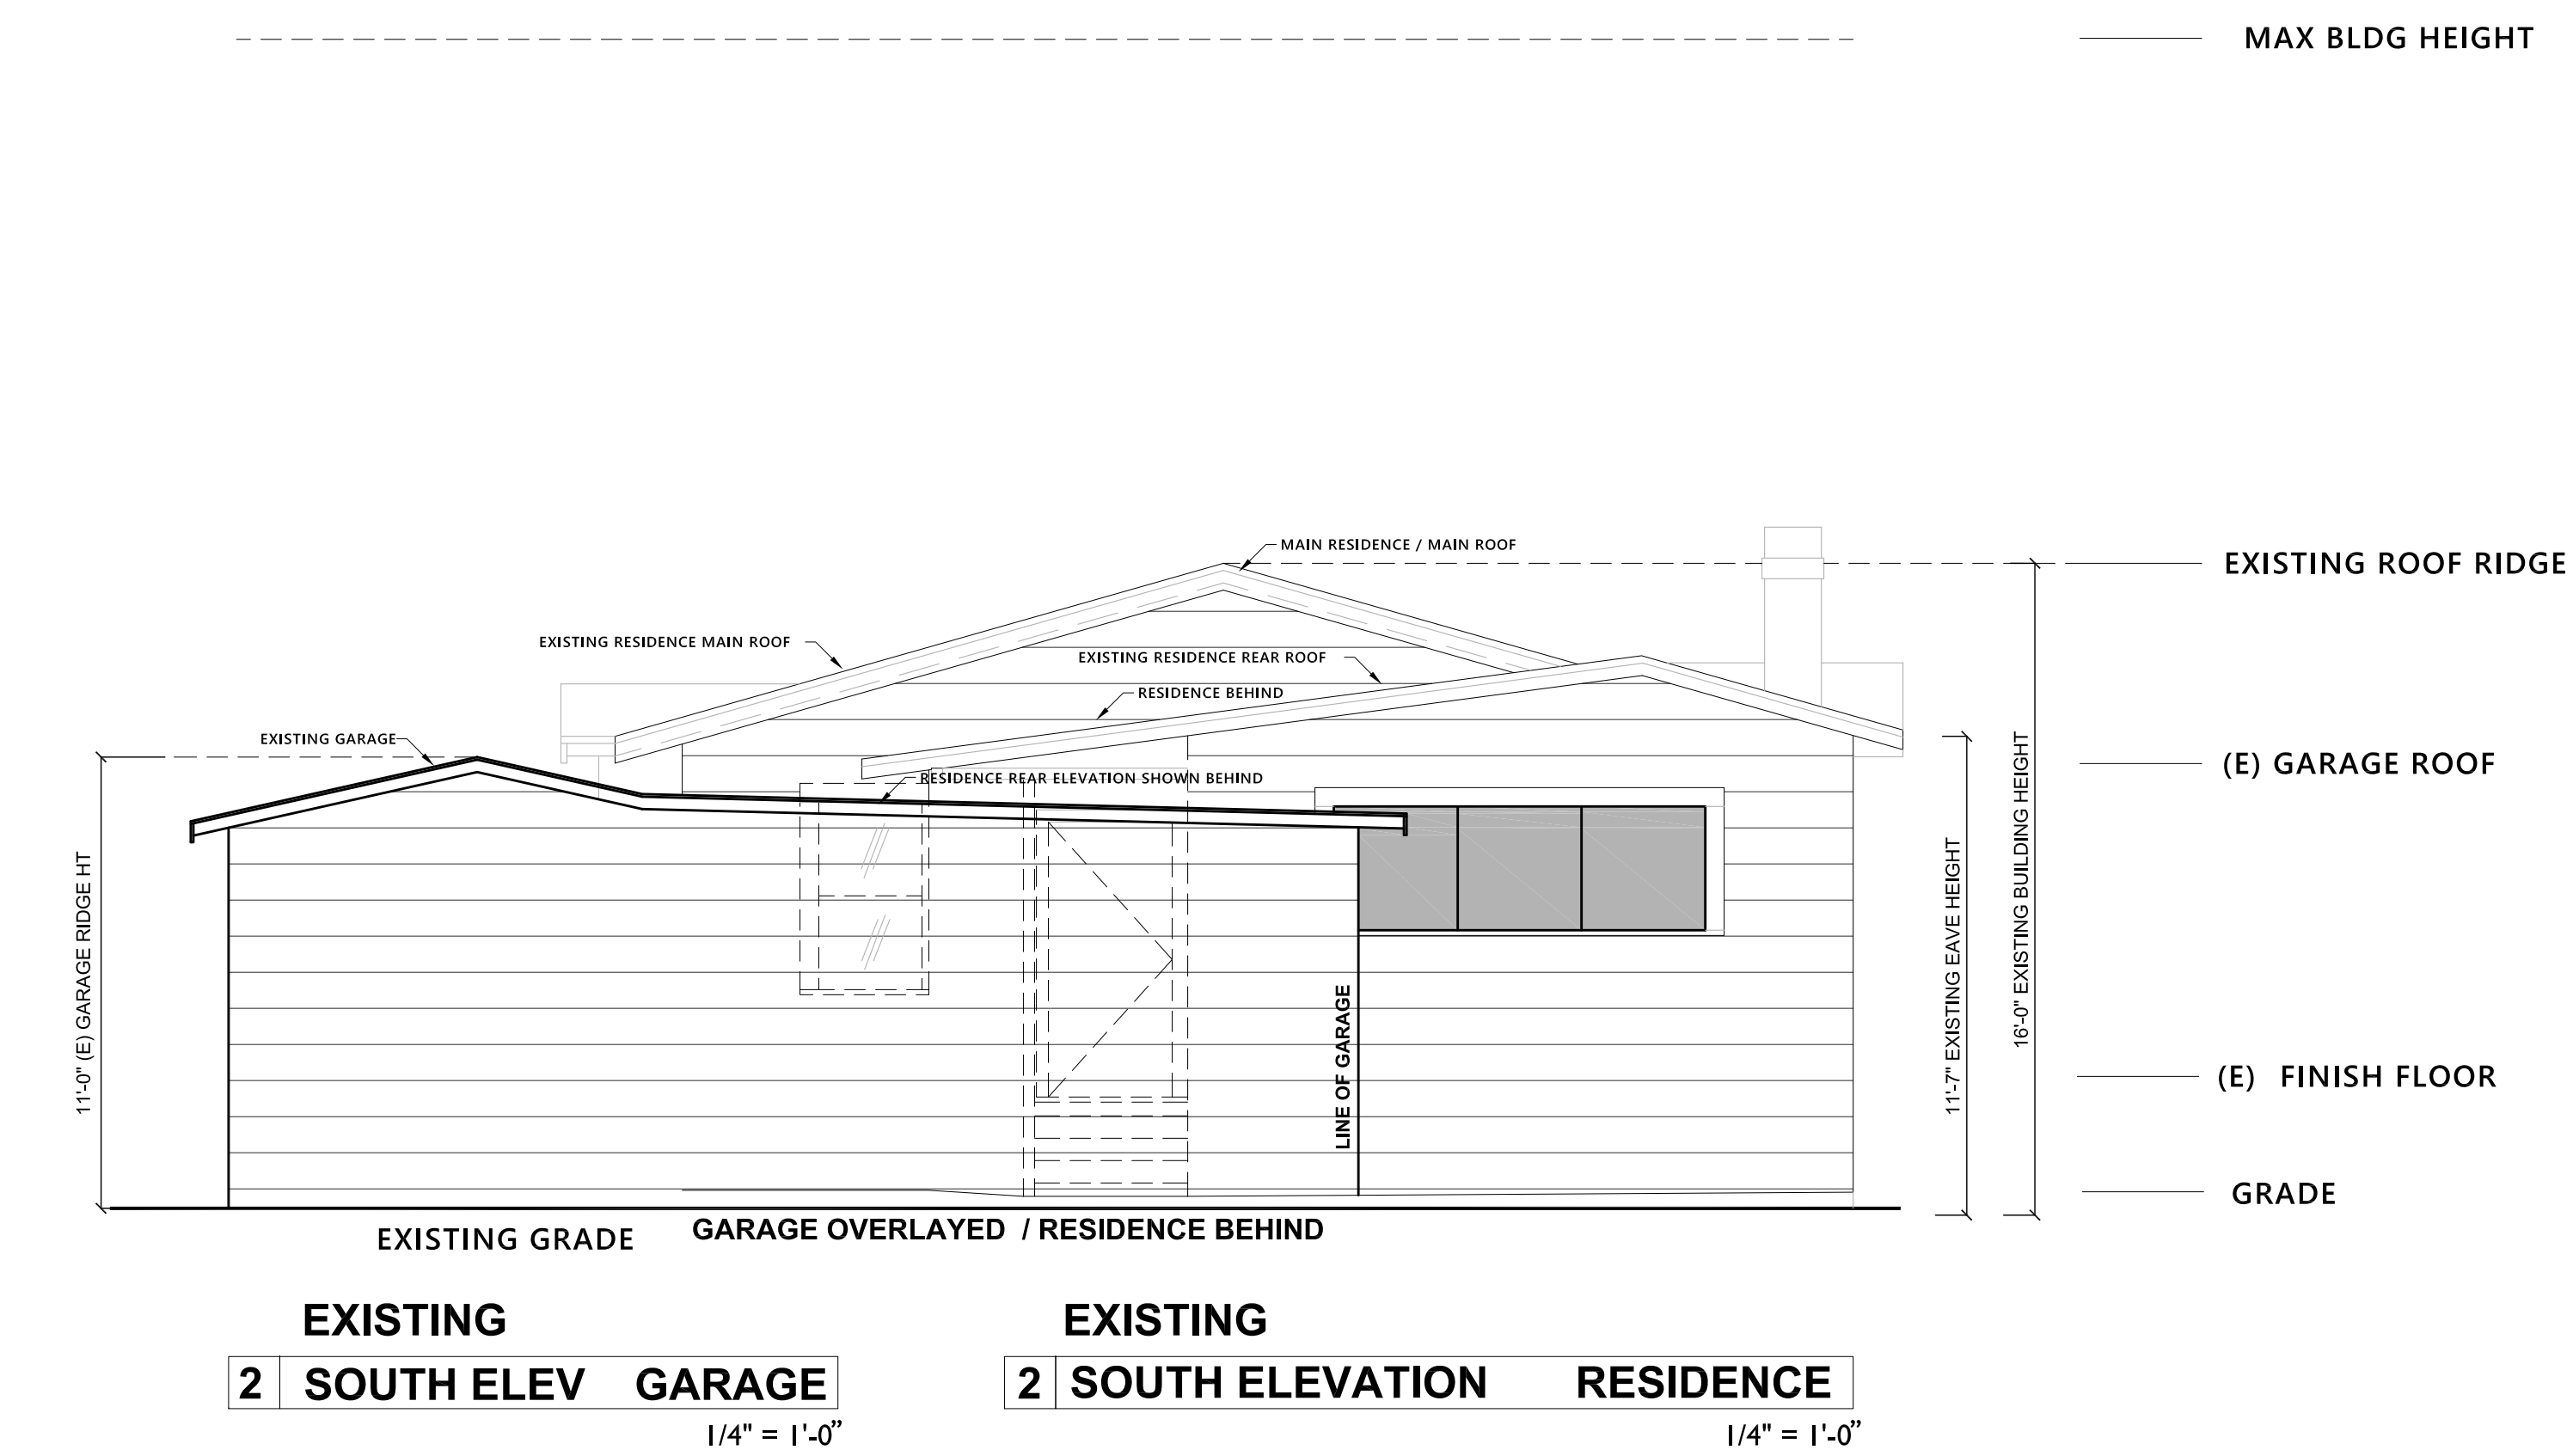 MAX BLDG HEIGHT
MAIN RESIDENCE / MAIN ROOF
EXISTING ROOF RIDGE
EXISTING RESIDENCE MAIN ROOF
EXISTING RESIDENCE REAR ROOF
RESIDENCE BEHIND
EXISTING GARAGE
(E) GARAGE ROOF
RESIDENCE REAR ELEVATION SHOWN BEHIND
11'-0" (E) GARAGE RIDGE HT
LINE OF GARAGE
11'-7" EXISTING EAVE HEIGHT
16'-0" EXISTING BUILDING HEIGHT
(E) FINISH FLOOR
GRADE
EXISTING GRADE
GARAGE OVERLAYED / RESIDENCE BEHIND
EXISTING
2 SOUTH ELEV GARAGE
1/4" = 1'-0”
EXISTING
2 SOUTH ELEVATION RESIDENCE
1/4" = 1'-0”